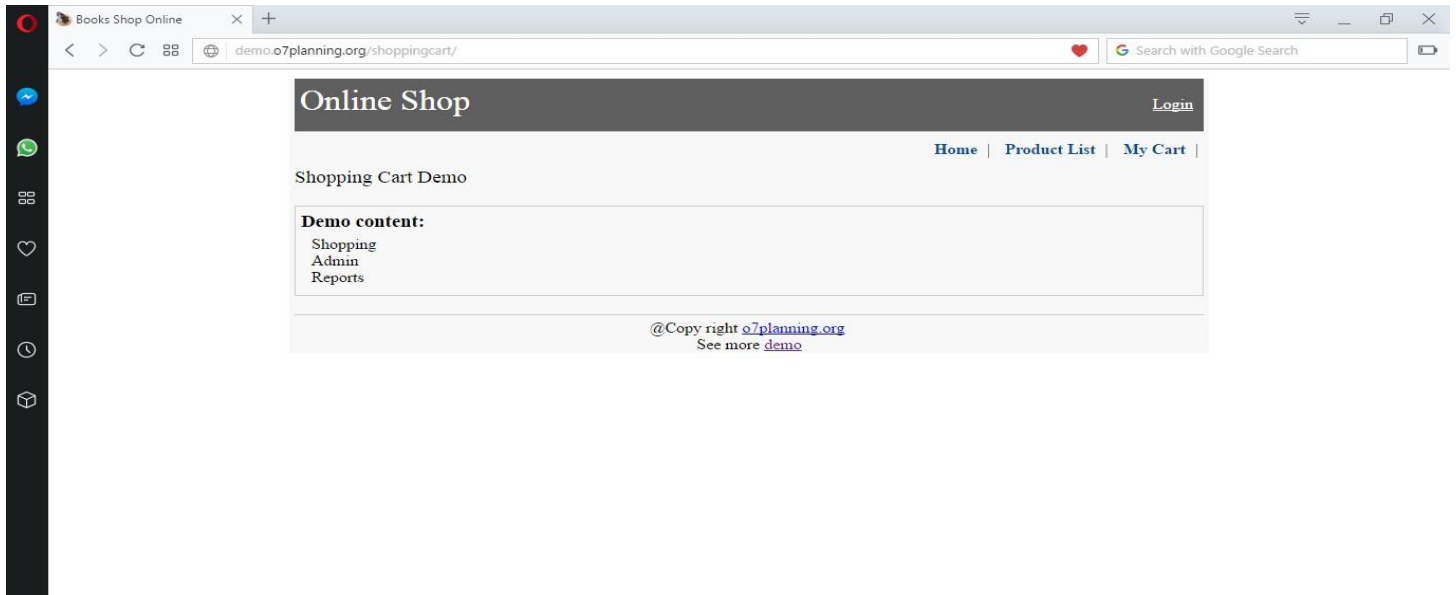 Books Shop Online
demo.o7planning.org/shoppingcart/
Search with Google Search
Online Shop
Login
Home | Product List | My Cart |
Shopping Cart Demo
Demo content:
Shopping
Admin
Reports
@Copy right o7planning.org
See more demo